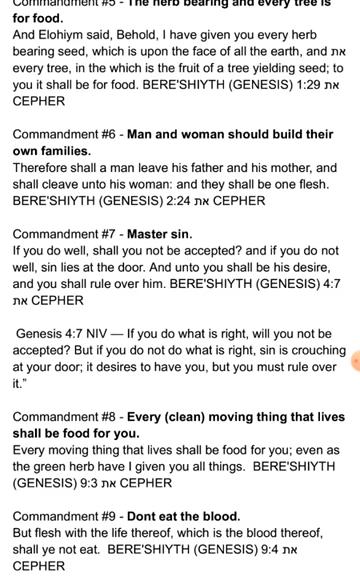 Commandment #5 - The herb bearing and every tree is
for food.
And Elohiym said, Behold, I have given you every herb
bearing seed, which is upon the face of all the earth, and את
every tree, in the which is the fruit of a tree yielding seed; to
you it shall be for food. BERE'SHIYTH (GENESIS) 1:29 את
CEPHER
Commandment #6 - Man and woman should build their
own families.
Therefore shall a man leave his father and his mother, and
shall cleave unto his woman: and they shall be one flesh.
BERE'SHIYTH (GENESIS) 2:24 את CEPHER
Commandment #7 - Master sin.
If you do well, shall you not be accepted? and if you do not
well, sin lies at the door. And unto you shall be his desire,
and you shall rule over him. BERE'SHIYTH (GENESIS) 4:7
את CEPHER
Genesis 4:7 NIV — If you do what is right, will you not be
accepted? But if you do not do what is right, sin is crouching
at your door; it desires to have you, but you must rule over
it.”
Commandment #8 - Every (clean) moving thing that lives
shall be food for you.
Every moving thing that lives shall be food for you; even as
the green herb have I given you all things. BERE'SHIYTH
(GENESIS) 9:3 את CEPHER
Commandment #9 - Dont eat the blood.
But flesh with the life thereof, which is the blood thereof,
shall ye not eat. BERE'SHIYTH (GENESIS) 9:4 את
CEPHER